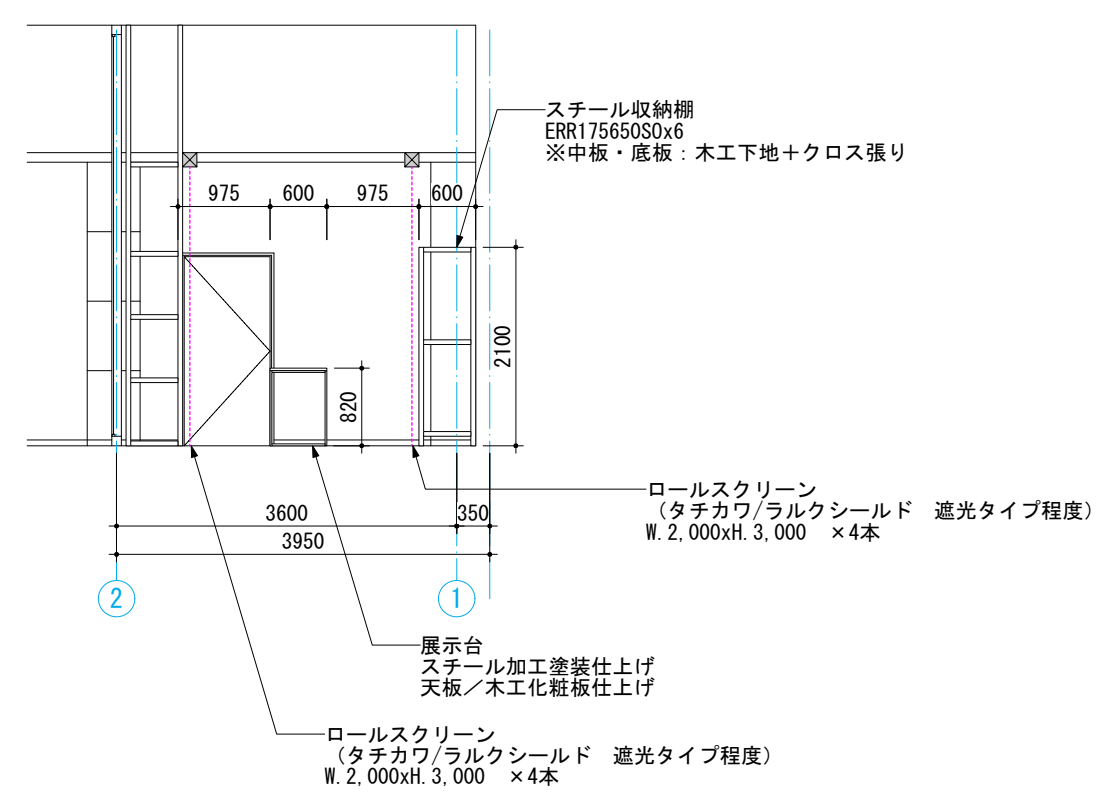 スチール収納棚
ERR175650S0x6
※中板・底板：木工下地＋クロス張り
975 600 975 600
2100
820
ロールスクリーン
（タチカワ/ラルクシールド　遮光タイプ程度）
W.2,000xH.3,000　×4本
3600 350
3950
2 1
展示台
スチール加工塗装仕上げ
天板／木工化粧板仕上げ
ロールスクリーン
（タチカワ/ラルクシールド　遮光タイプ程度）
W.2,000xH.3,000　×4本